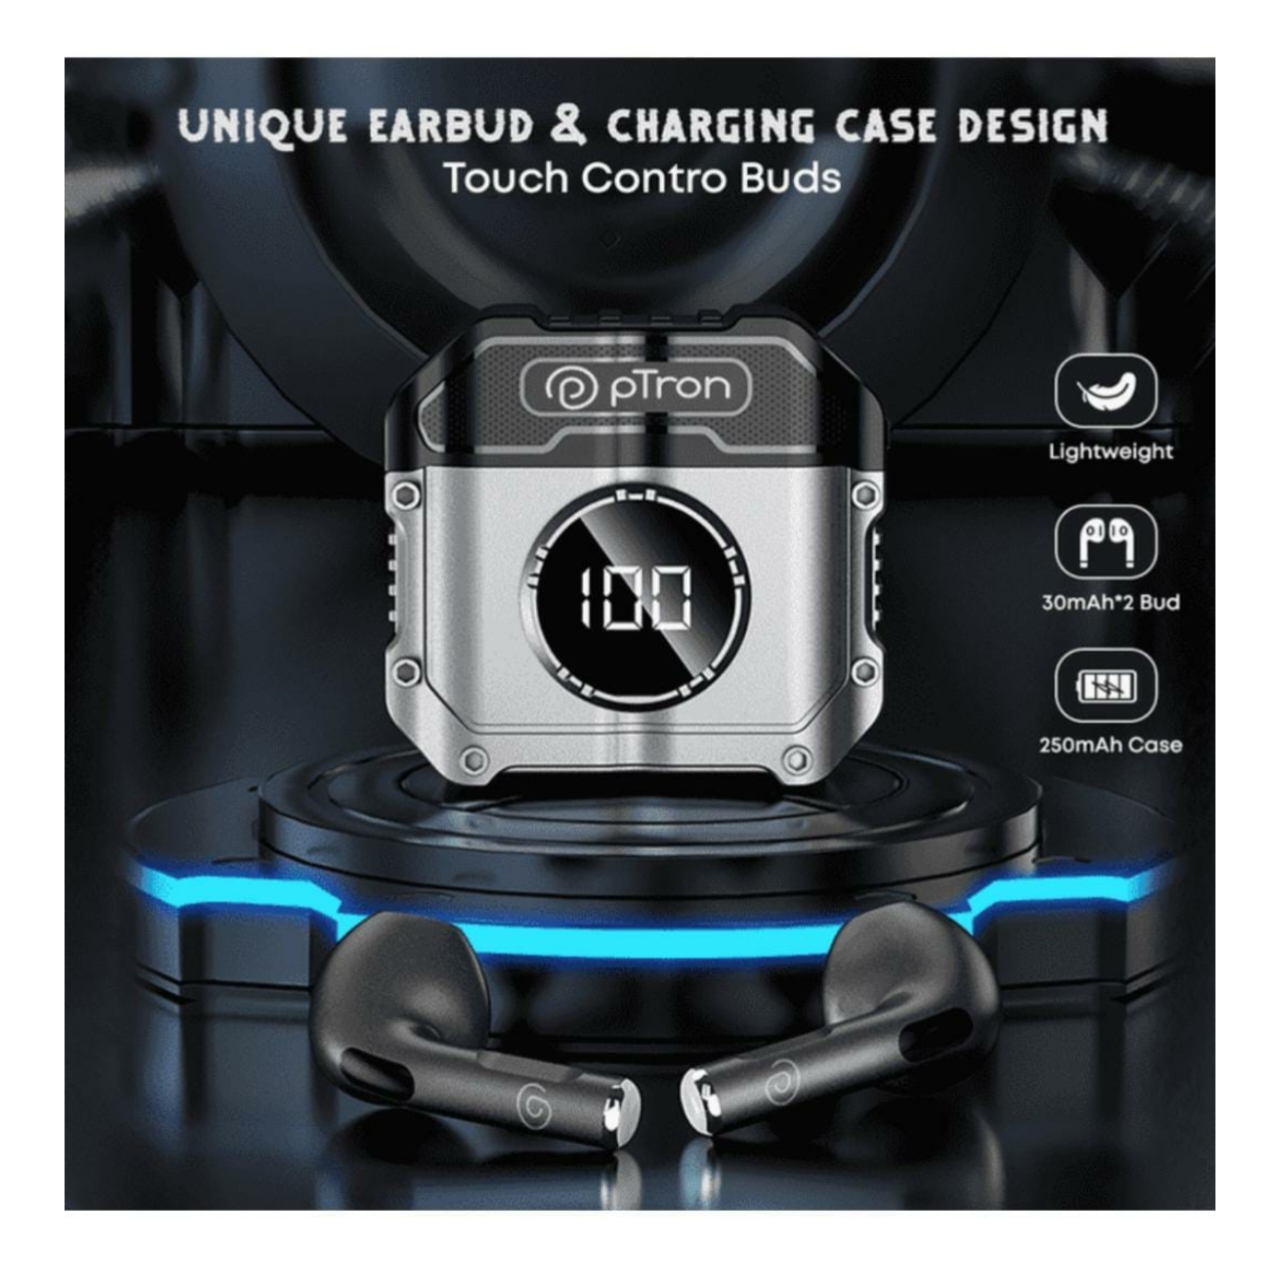 UNIQUE EARBUD & CHARGING CASE DESIGN
Touch Contro Buds
pTron
100
Lightweight
30mAh*2 Bud
250mAh Case